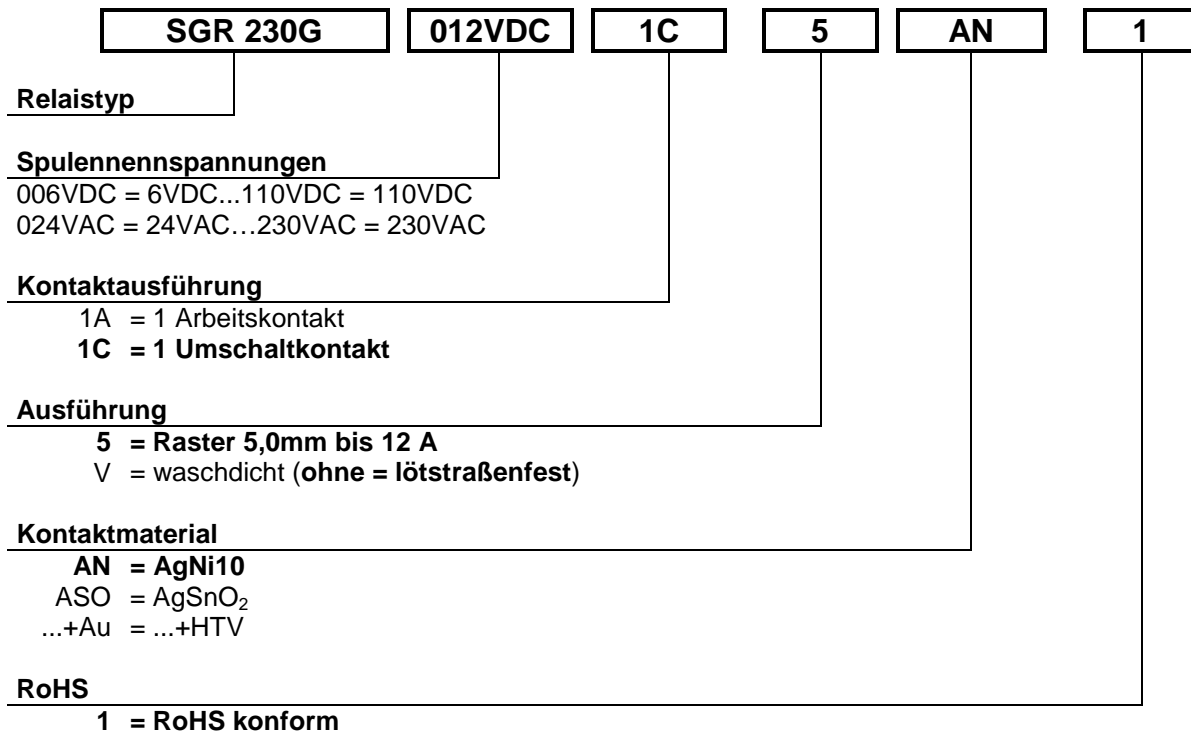 SGR 230G 012VDC 1C 5 AN 1
Relaistyp
Spulennennspannungen
006VDC = 6VDC...110VDC = 110VDC
024VAC = 24VAC…230VAC = 230VAC
Kontaktausführung
1A = 1 Arbeitskontakt
1C = 1 Umschaltkontakt
Ausführung
5 = Raster 5,0mm bis 12 A
V = waschdicht (ohne = lötstraßenfest)
Kontaktmaterial
AN = AgNi10
ASO = AgSnO₂
...+Au = ...+HTV
RoHS
1 = RoHS konform